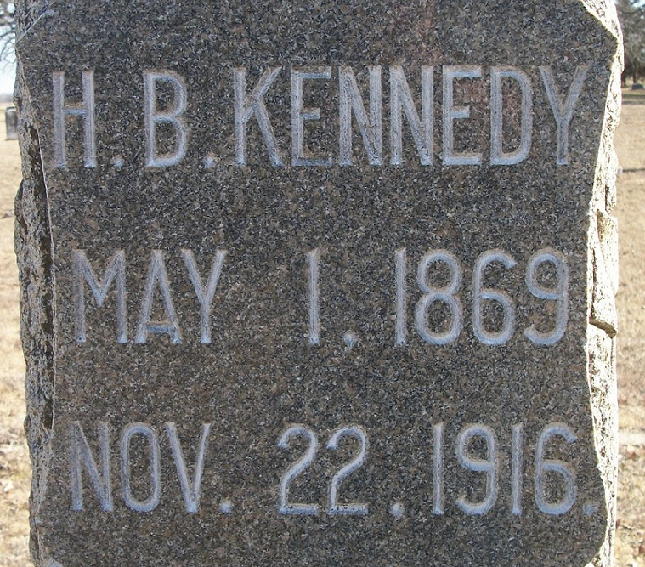 H. B. KENNEDY
MAY 1, 1869
NOV. 22, 1916.